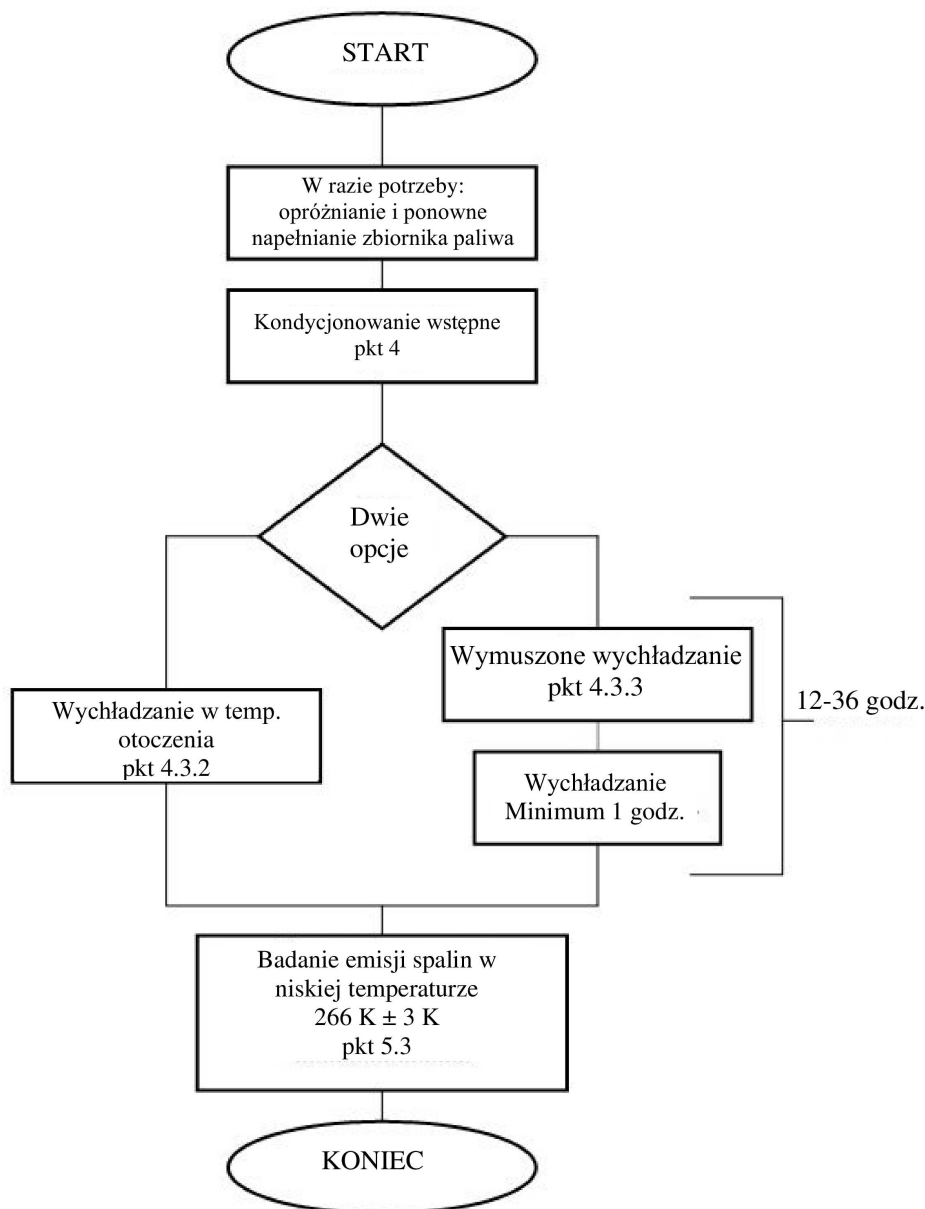 START
W razie potrzeby:
opróżnianie i ponowne
napełnianie zbiornika paliwa
Kondycjonowanie wstępne
pkt 4
Dwie
opcje
Wychładzanie w temp.
otoczenia
pkt 4.3.2
Wymuszone wychładzanie
pkt 4.3.3
Wychładzanie
Minimum 1 godz.
12-36 godz.
Badanie emisji spalin w
niskiej temperaturze
266 K ± 3 K
pkt 5.3
KONIEC